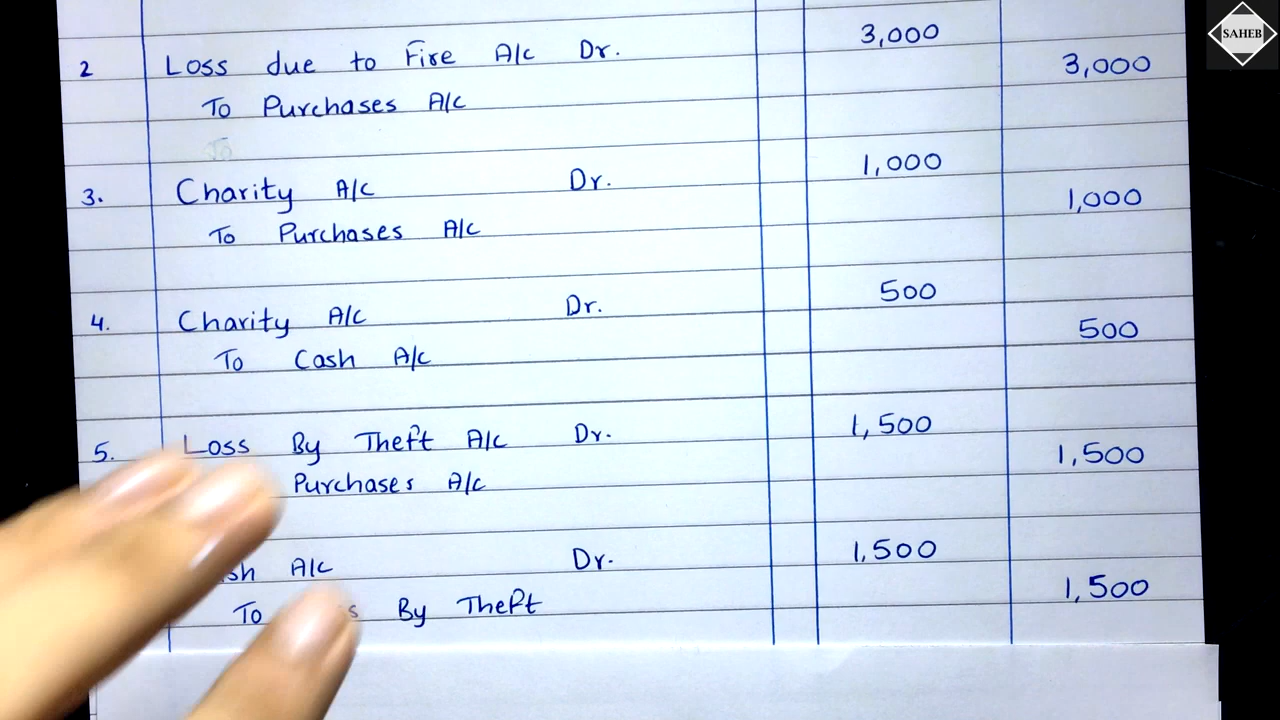 SAHEB
2 Loss due to Fire A/c Dr. 3,000
To Purchases A/c 3,000
3. Charity A/c Dr. 1,000
To Purchases A/c 1,000
4. Charity A/c Dr. 500
To Cash A/c 500
5. Loss By Theft A/c Dr. 1,500
Purchases A/c 1,500
A/c Dr. 1,500
To By Theft 1,500